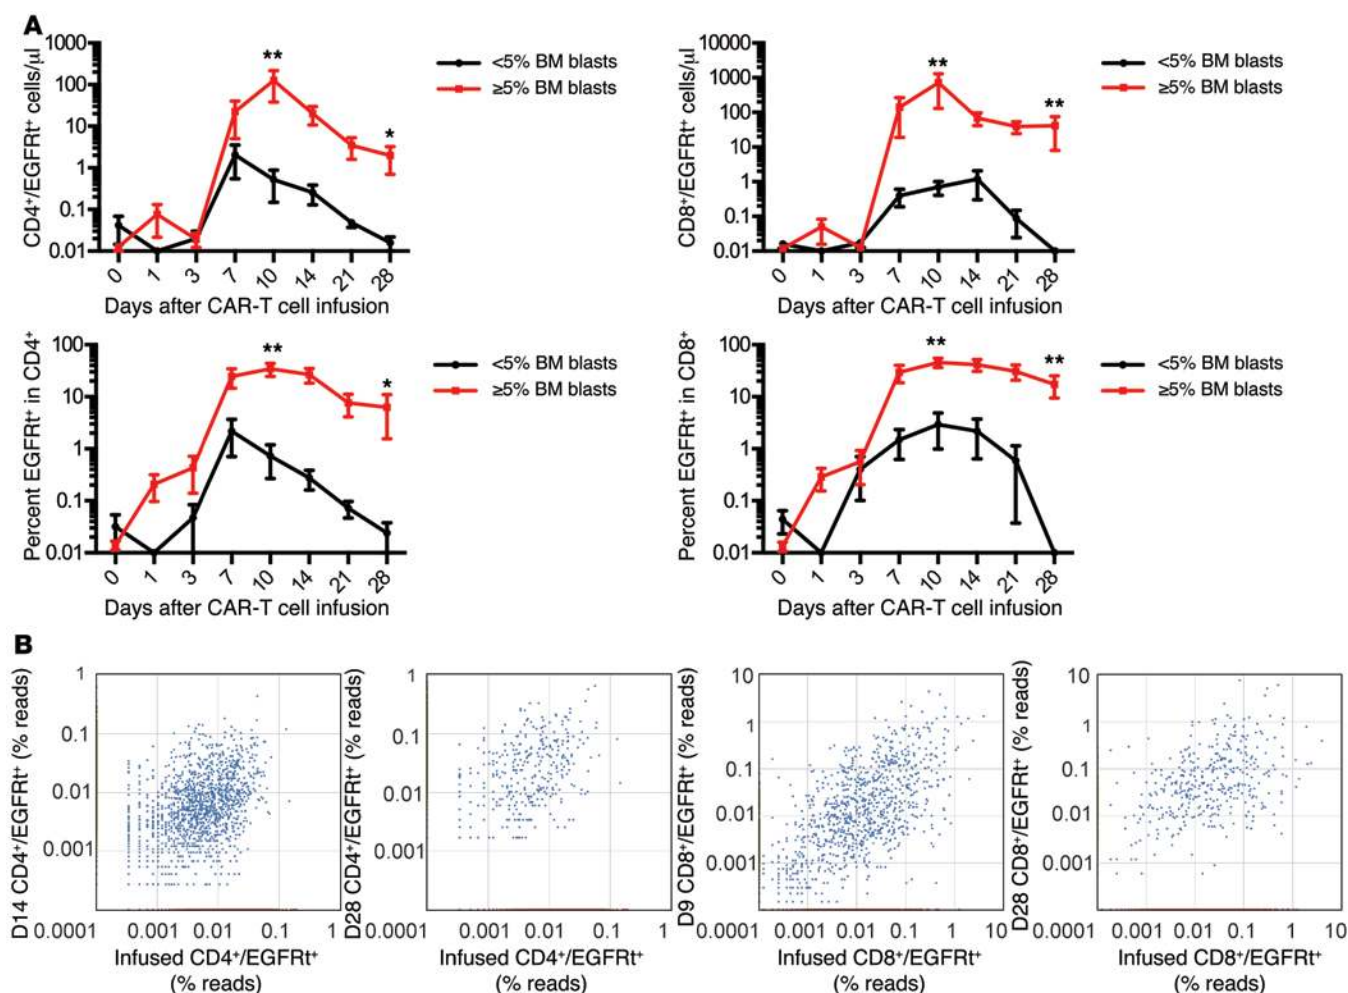 A
CD4⁺/EGFRt⁺ cells/µl
1000
100
10
1
0.1
0.01
**
*
<5% BM blasts
≥5% BM blasts
0 1 3 7 10 14 21 28
Days after CAR-T cell infusion
CD8⁺/EGFRt⁺ cells/µl
10000
1000
100
10
1
0.1
0.01
**
**
<5% BM blasts
≥5% BM blasts
0 1 3 7 10 14 21 28
Days after CAR-T cell infusion
Percent EGFRt⁺ in CD4⁺
100
10
1
0.1
0.01
**
*
<5% BM blasts
≥5% BM blasts
0 1 3 7 10 14 21 28
Days after CAR-T cell infusion
Percent EGFRt⁺ in CD8⁺
100
10
1
0.1
0.01
**
**
<5% BM blasts
≥5% BM blasts
0 1 3 7 10 14 21 28
Days after CAR-T cell infusion
B
D14 CD4⁺/EGFRt⁺ (% reads)
1
0.1
0.01
0.001
0.0001
0.001 0.01 0.1 1
Infused CD4⁺/EGFRt⁺
(% reads)
D28 CD4⁺/EGFRt⁺ (% reads)
1
0.1
0.01
0.001
0.0001
0.001 0.01 0.1 1
Infused CD4⁺/EGFRt⁺
(% reads)
D9 CD8⁺/EGFRt⁺ (% reads)
10
1
0.1
0.01
0.001
0.0001
0.001 0.01 0.1 1 10
Infused CD8⁺/EGFRt⁺
(% reads)
D28 CD8⁺/EGFRt⁺ (% reads)
10
1
0.1
0.01
0.001
0.0001
0.001 0.01 0.1 1 10
Infused CD8⁺/EGFRt⁺
(% reads)